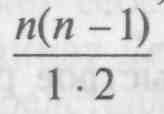 n(n – 1)
1 · 2